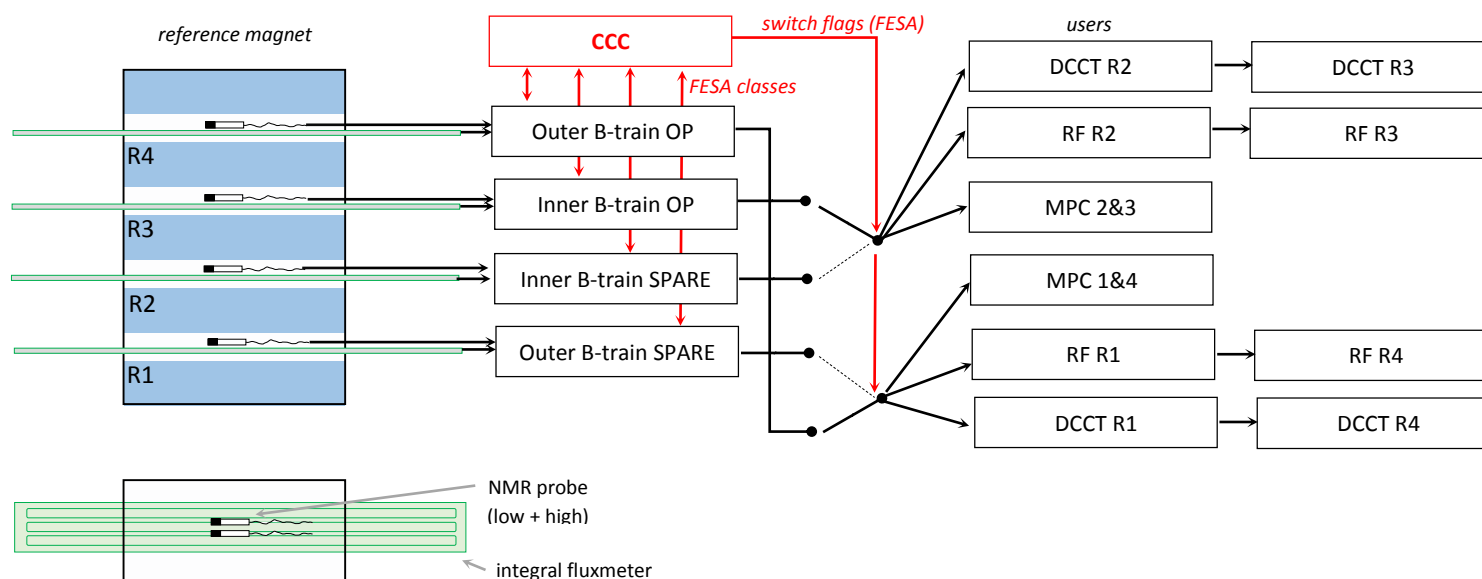 reference magnet
CCC
switch flags (FESA)
users
FESA classes
DCCT R2
DCCT R3
Outer B-train OP
RF R2
RF R3
R4
Inner B-train OP
MPC 2&3
R3
Inner B-train SPARE
MPC 1&4
R2
Outer B-train SPARE
RF R1
RF R4
R1
DCCT R1
DCCT R4
NMR probe
(low + high)
integral fluxmeter